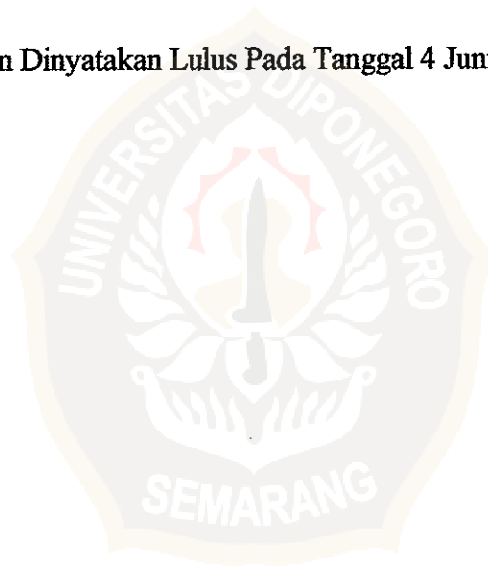 n Dinyatakan Lulus Pada Tanggal 4 Jun
UNIVERSITAS DIPONEGORO
SEMARANG